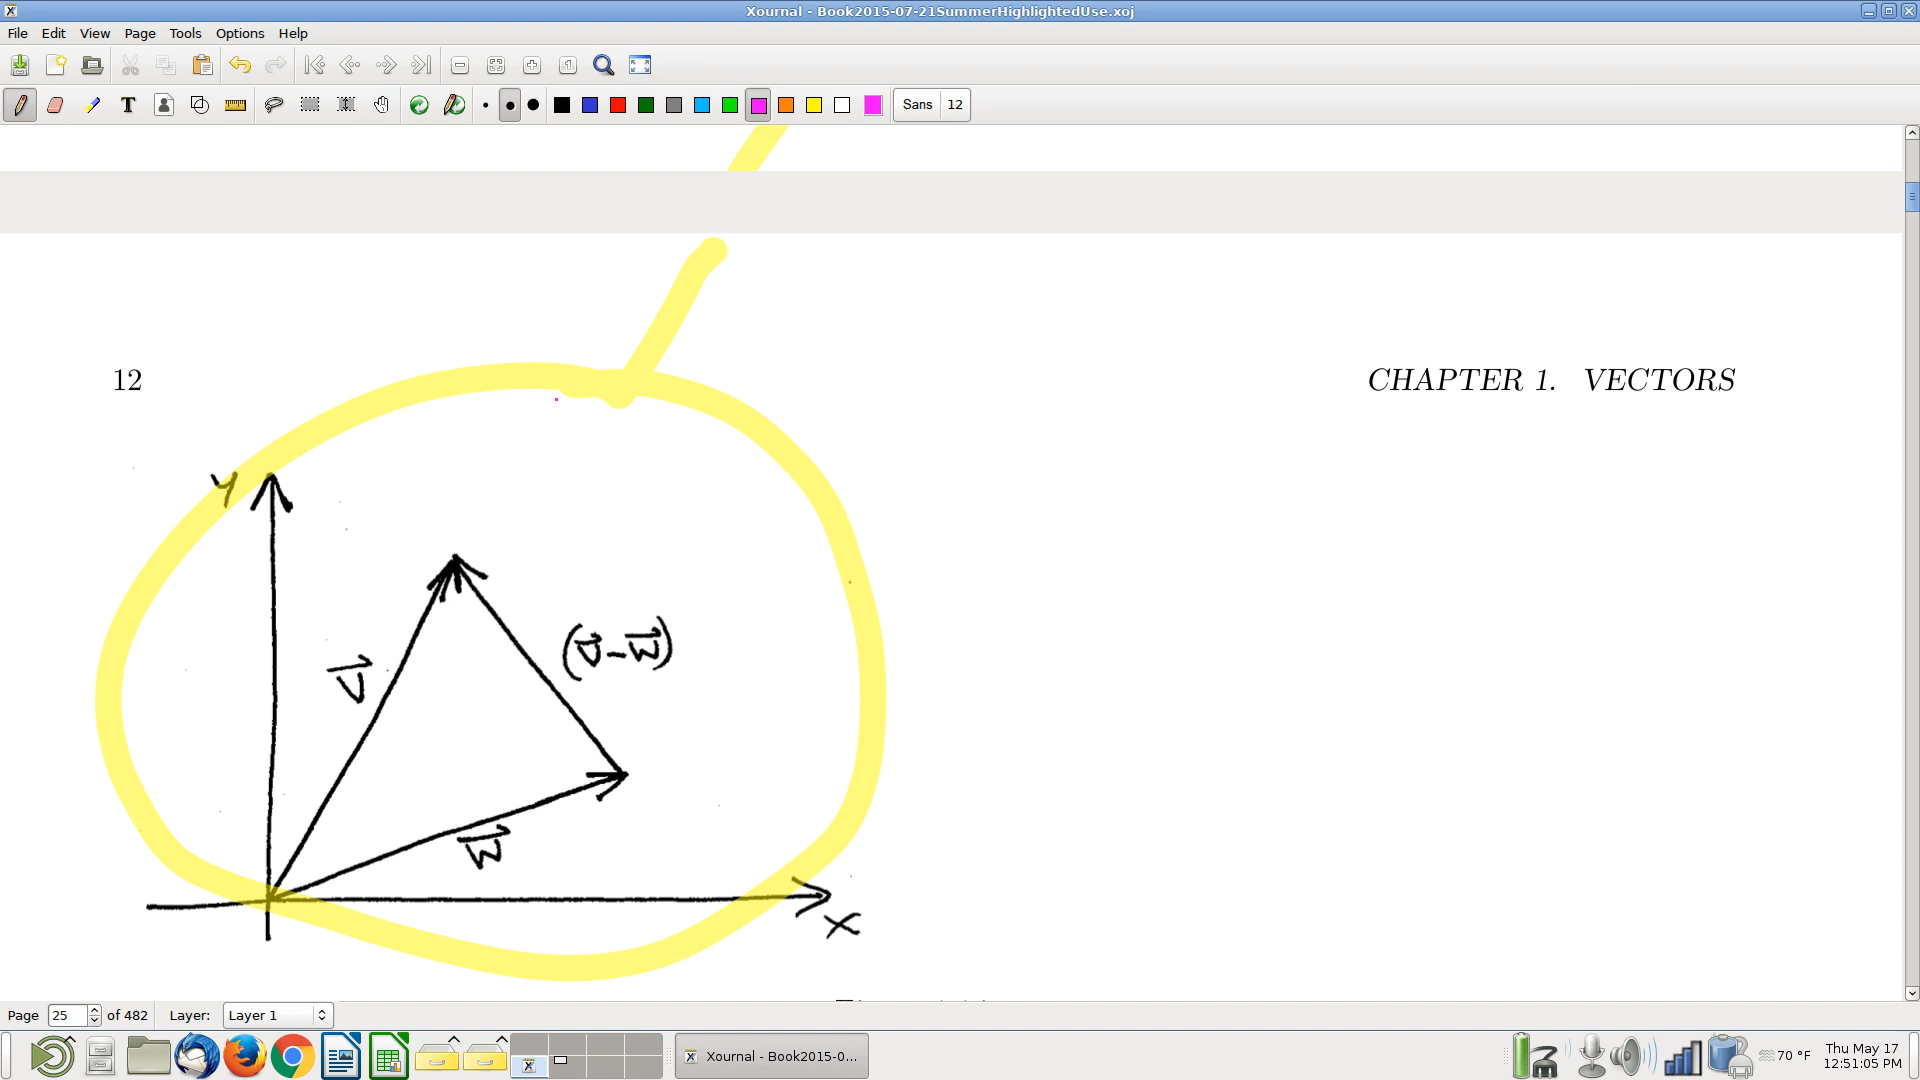 Xournal - Book2015-07-21SummerHighlightedUse.xoj
File Edit View Page Tools Options Help
Sans 12
12 CHAPTER 1. VECTORS
y
(v⃗ - w⃗)
v⃗
w⃗
x
Page 25 of 482 Layer: Layer 1
Xournal - Book2015-0...
70 °F
Thu May 17
12:51:05 PM